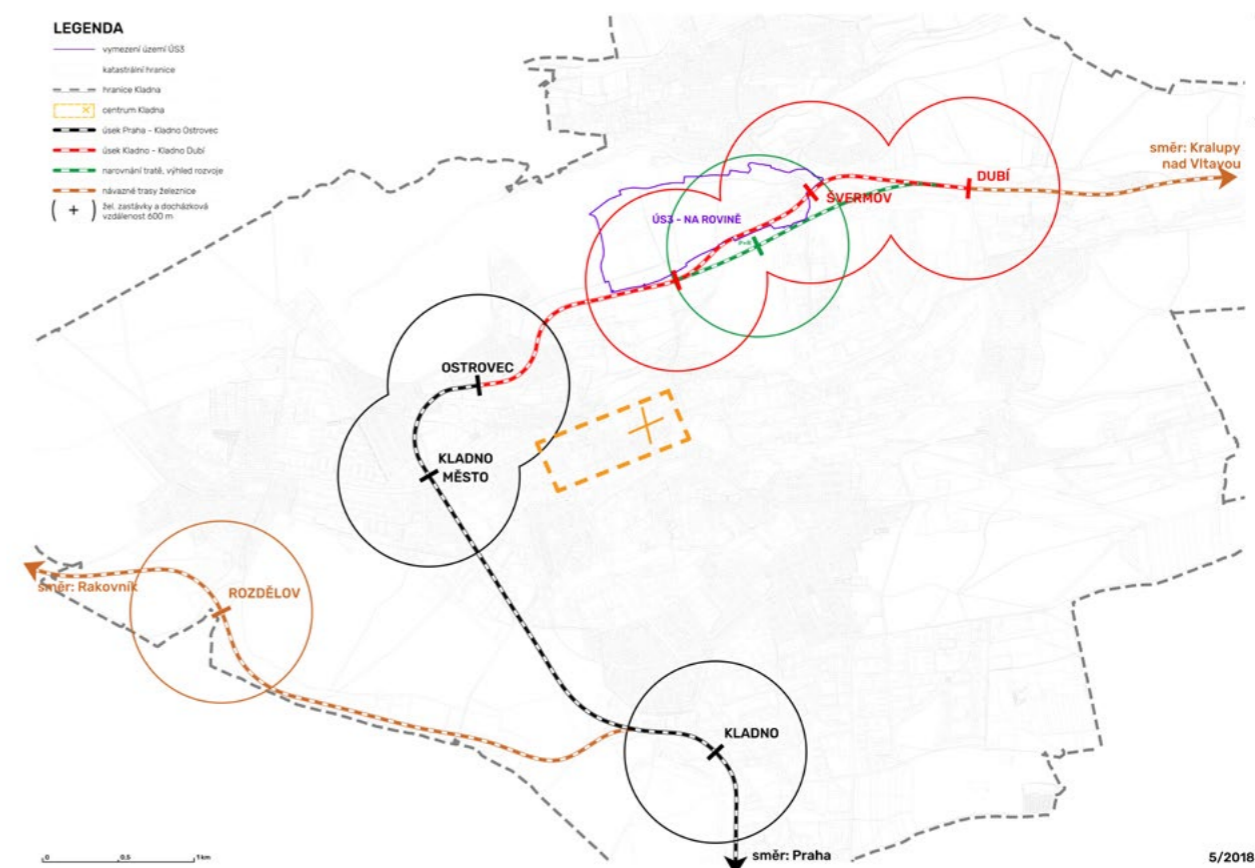 LEGENDA
vymezení území ÚS3
katastrální hranice
hranice Kladna
centrum Kladna
úsek Praha - Kladno Ostrovec
úsek Kladno - Kladno Dubí
narovnání tratě, výhled rozvoje
návazné trasy železnice
žel. zastávky a docházková
vzdálenost 600 m
směr: Kralupy
nad Vltavou
DUBÍ
ŠVERMOV
ÚS3 - NA ROVINĚ
P+R
OSTROVEC
KLADNO
MĚSTO
směr: Rakovník
ROZDĚLOV
KLADNO
směr: Praha
0 0,5 1 km
5/2018